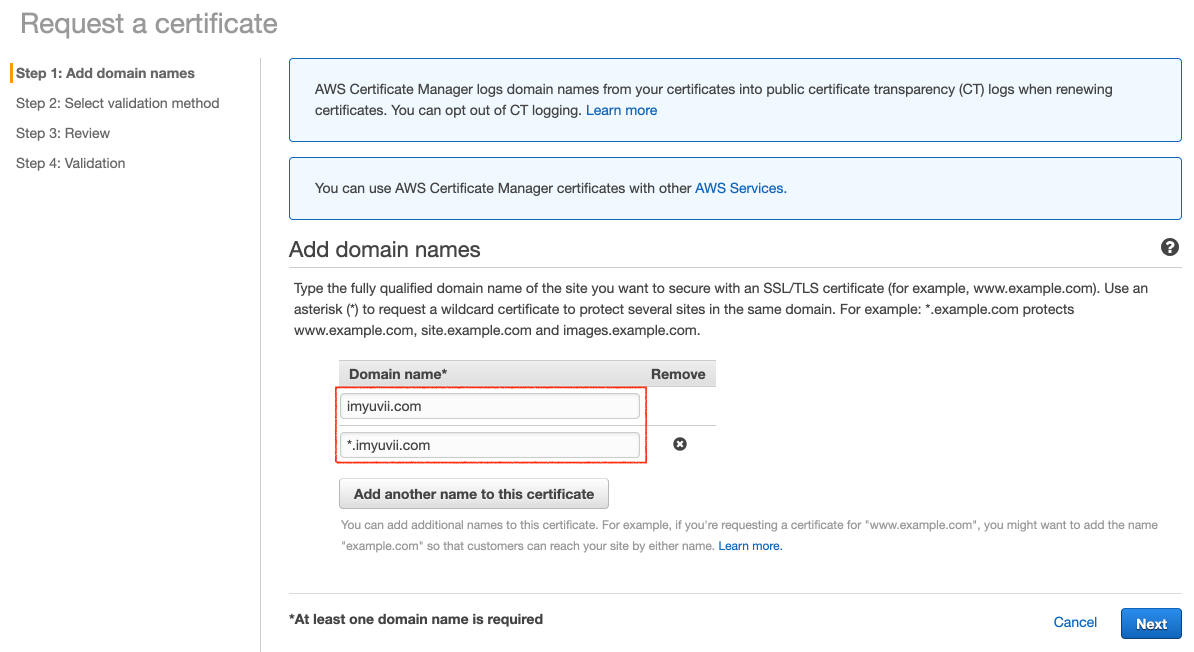 Request a certificate
Step 1: Add domain names
Step 2: Select validation method
Step 3: Review
Step 4: Validation
AWS Certificate Manager logs domain names from your certificates into public certificate transparency (CT) logs when renewing
certificates. You can opt out of CT logging. Learn more
You can use AWS Certificate Manager certificates with other AWS Services.
Add domain names
Type the fully qualified domain name of the site you want to secure with an SSL/TLS certificate (for example, www.example.com). Use an
asterisk (*) to request a wildcard certificate to protect several sites in the same domain. For example: *.example.com protects
www.example.com, site.example.com and images.example.com.
Domain name* Remove
imyuvii.com
*.imyuvii.com
Add another name to this certificate
You can add additional names to this certificate. For example, if you're requesting a certificate for "www.example.com", you might want to add the name
"example.com" so that customers can reach your site by either name. Learn more.
*At least one domain name is required
Cancel Next